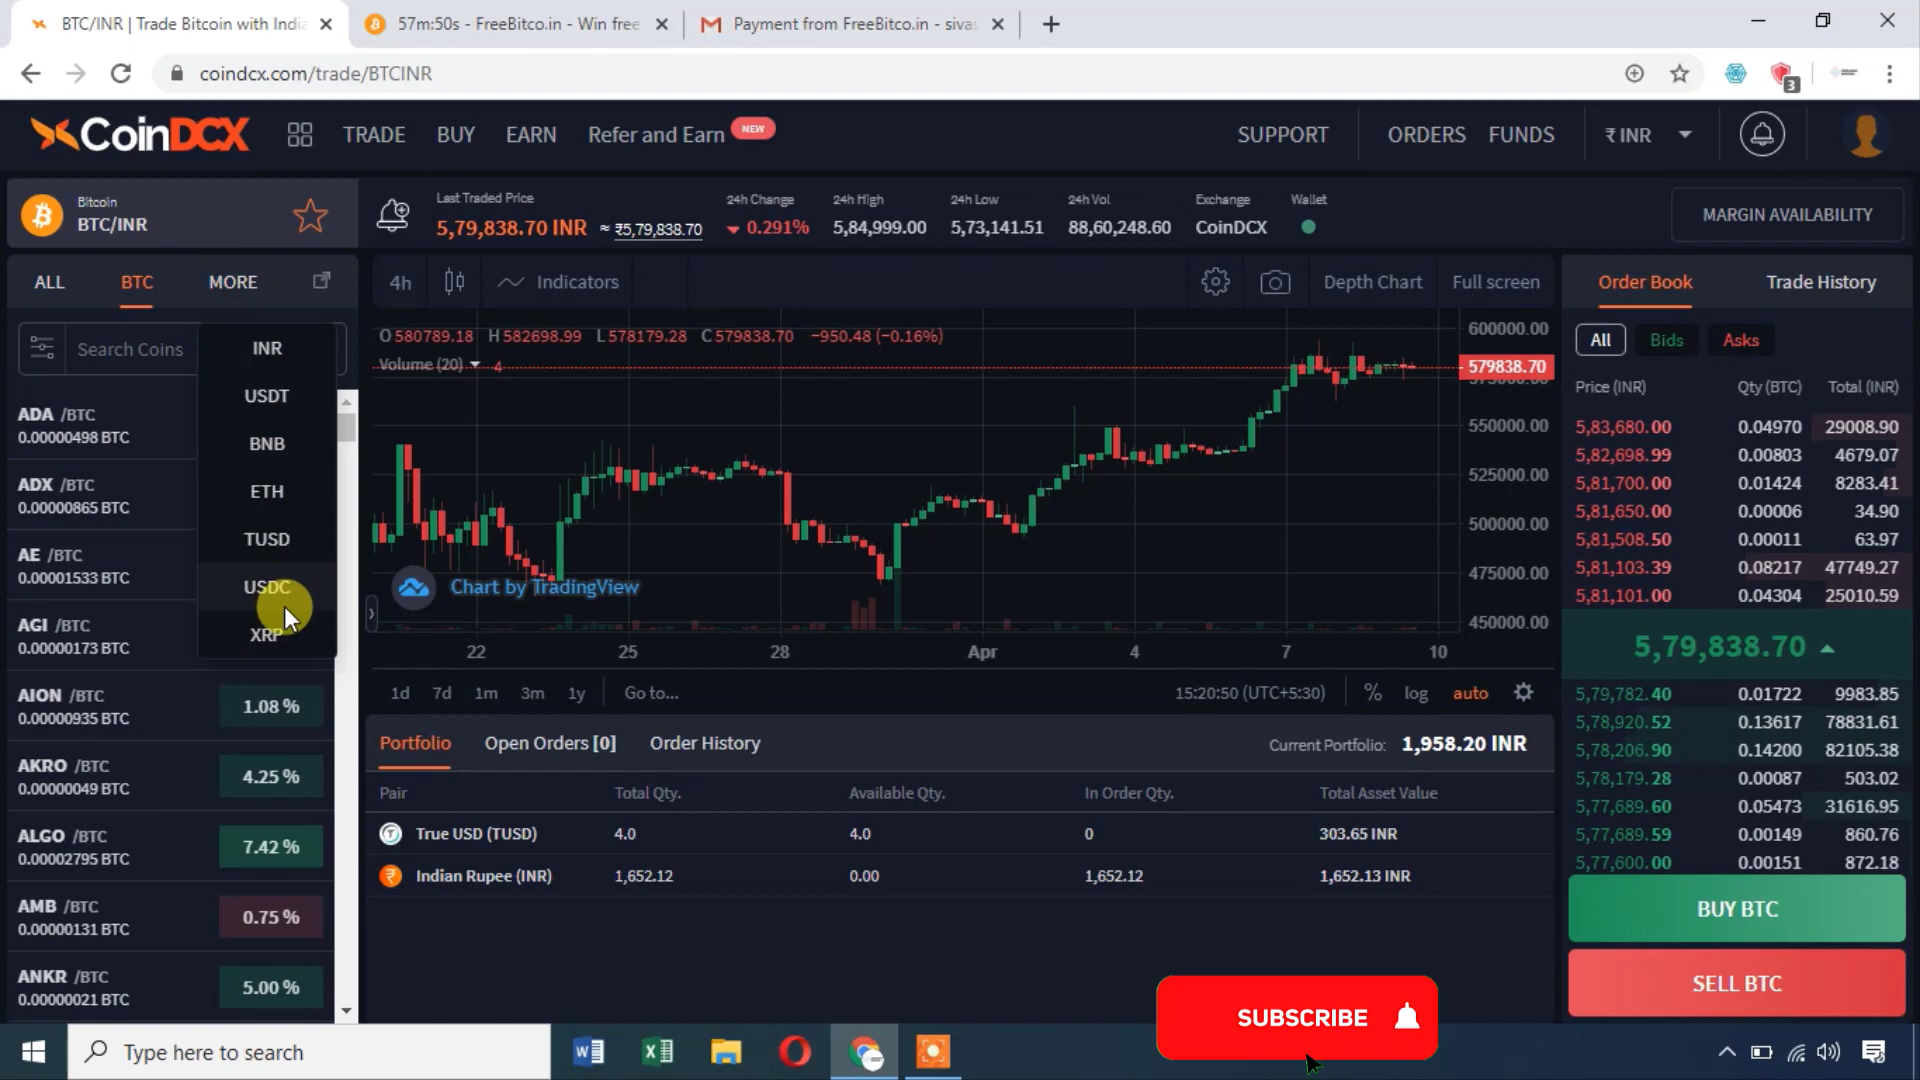 BTC/INR | Trade Bitcoin with India
57m:50s - FreeBitco.in - Win free
Payment from FreeBitco.in - sivas
coindcx.com/trade/BTCINR
3
CoinDCX
TRADE
BUY
EARN
Refer and Earn
NEW
SUPPORT
ORDERS
FUNDS
₹ INR
Bitcoin
BTC/INR
Last Traded Price
5,79,838.70 INR ≈ ₹5,79,838.70
24h Change
0.291%
24h High
5,84,999.00
24h Low
5,73,141.51
24h Vol
88,60,248.60
Exchange
CoinDCX
Wallet
MARGIN AVAILABILITY
ALL
BTC
MORE
Search Coins
INR
USDT
BNB
ETH
TUSD
USDC
XRP
ADA /BTC
0.00000498 BTC
ADX /BTC
0.00000865 BTC
AE /BTC
0.00001533 BTC
AGI /BTC
0.00000173 BTC
AION /BTC
0.00000935 BTC
1.08 %
AKRO /BTC
0.00000049 BTC
4.25 %
ALGO /BTC
0.00002795 BTC
7.42 %
AMB /BTC
0.00000131 BTC
0.75 %
ANKR /BTC
0.00000021 BTC
5.00 %
4h
Indicators
Depth Chart
Full screen
O580789.18 H582698.99 L578179.28 C579838.70 −950.48 (−0.16%)
Volume (20) 4
600000.00
579838.70
550000.00
525000.00
500000.00
475000.00
450000.00
Chart by TradingView
22 25 28 Apr 4 7 10
1d 7d 1m 3m 1y Go to...
15:20:50 (UTC+5:30) % log auto
Portfolio
Open Orders [0]
Order History
Current Portfolio: 1,958.20 INR
Pair Total Qty. Available Qty. In Order Qty. Total Asset Value
True USD (TUSD) 4.0 4.0 0 303.65 INR
Indian Rupee (INR) 1,652.12 0.00 1,652.12 1,652.13 INR
Order Book
Trade History
All
Bids
Asks
Price (INR) Qty (BTC) Total (INR)
5,83,680.00 0.04970 29008.90
5,82,698.99 0.00803 4679.07
5,81,700.00 0.01424 8283.41
5,81,650.00 0.00006 34.90
5,81,508.50 0.00011 63.97
5,81,103.39 0.08217 47749.27
5,81,101.00 0.04304 25010.59
5,79,838.70
5,79,782.40 0.01722 9983.85
5,78,920.52 0.13617 78831.61
5,78,206.90 0.14200 82105.38
5,78,179.28 0.00087 503.02
5,77,689.60 0.05473 31616.95
5,77,689.59 0.00149 860.76
5,77,600.00 0.00151 872.18
BUY BTC
SELL BTC
SUBSCRIBE
Type here to search